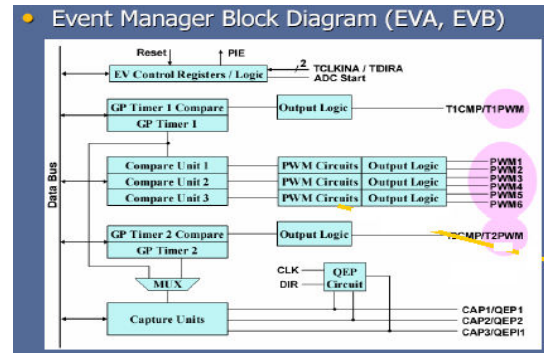 Event Manager Block Diagram (EVA, EVB)
Reset
PIE
2
TCLKINA / TDIRA
EV Control Registers / Logic
ADC Start
GP Timer 1 Compare
Output Logic
T1CMP/T1PWM
GP Timer 1
Data Bus
Compare Unit 1
PWM Circuits
Output Logic
PWM1
PWM2
Compare Unit 2
PWM Circuits
Output Logic
PWM3
PWM4
Compare Unit 3
PWM Circuits
Output Logic
PWM5
PWM6
GP Timer 2 Compare
Output Logic
T2CMP/T2PWM
GP Timer 2
CLK
QEP
MUX
DIR
Circuit
Capture Units
CAP1/QEP1
CAP2/QEP2
CAP3/QEPI1